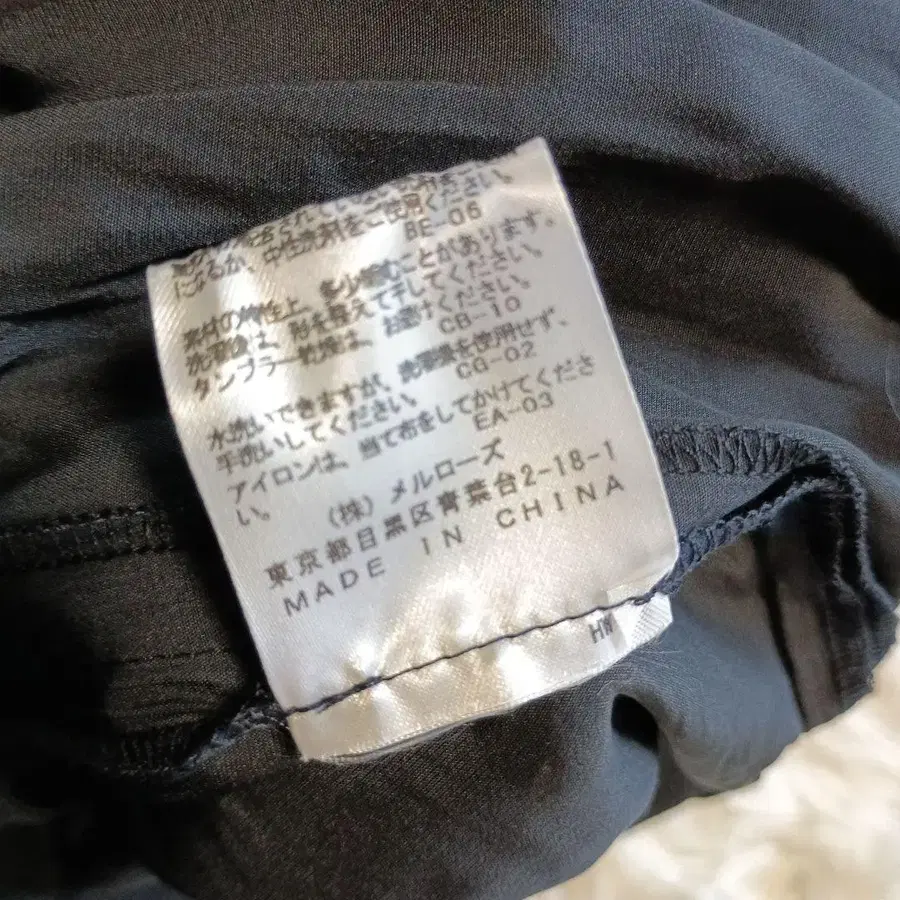 になるか、中性洗剤をご使用ください。
BE-06
素材の特性上、多少縮むことがあります。
洗濯後は、形を整えて干してください。
タンブラー乾燥は、お避けください。
CB-10
水洗いできますが、洗濯機を使用せず、
手洗いしてください。
CG-02
アイロンは、当て布をしてかけてくださ
い。
EA-03
(株) メルローズ
東京都目黒区青葉台2-18-1
MADE IN CHINA
HW